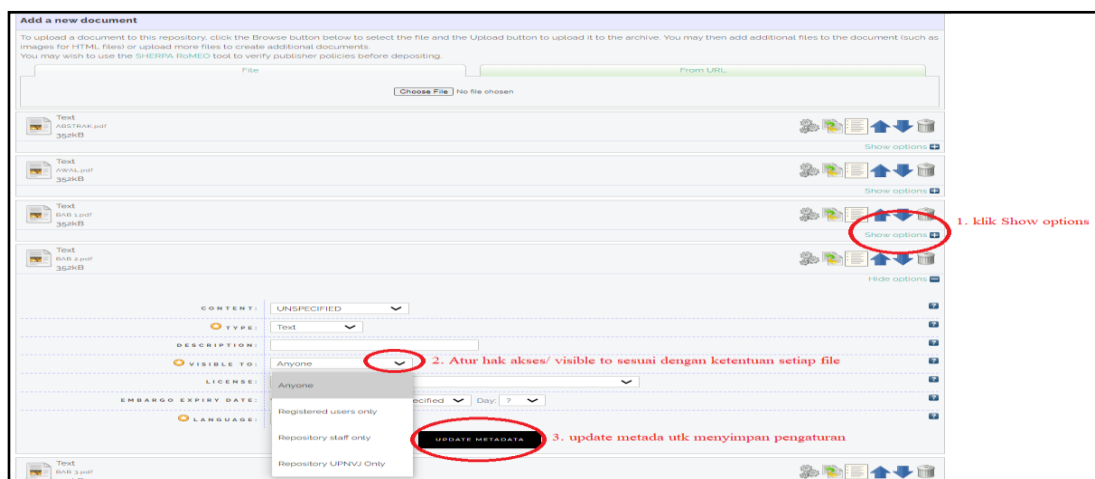 Add a new document
To upload a document to this repository, click the Browse button below to select the file and the Upload button to upload it to the archive. You may then add additional files to the document (such as
images for HTML files) or upload more files to create additional documents.
You may wish to use the SHERPA RoMEO tool to verify publisher policies before depositing.
File From URL
Choose File No file chosen
Text
ABSTRAK.pdf
352kB
Show options
Text
AWAL.pdf
352kB
Show options
Text
BAB 1.pdf
352kB
1. klik Show options
Show options
Text
BAB 2.pdf
352kB
Hide options
CONTENT: UNSPECIFIED
TYPE: Text
DESCRIPTION:
VISIBLE TO: Anyone 2. Atur hak akses/ visible to sesuai dengan ketentuan setiap file
LICENSE:
Anyone
EMBARGO EXPIRY DATE: ecified Day: ?
Registered users only
LANGUAGE:
Repository staff only
UPDATE METADATA 3. update metada utk menyimpan pengaturan
Repository UPNVJ Only
Text
BAB 3.pdf